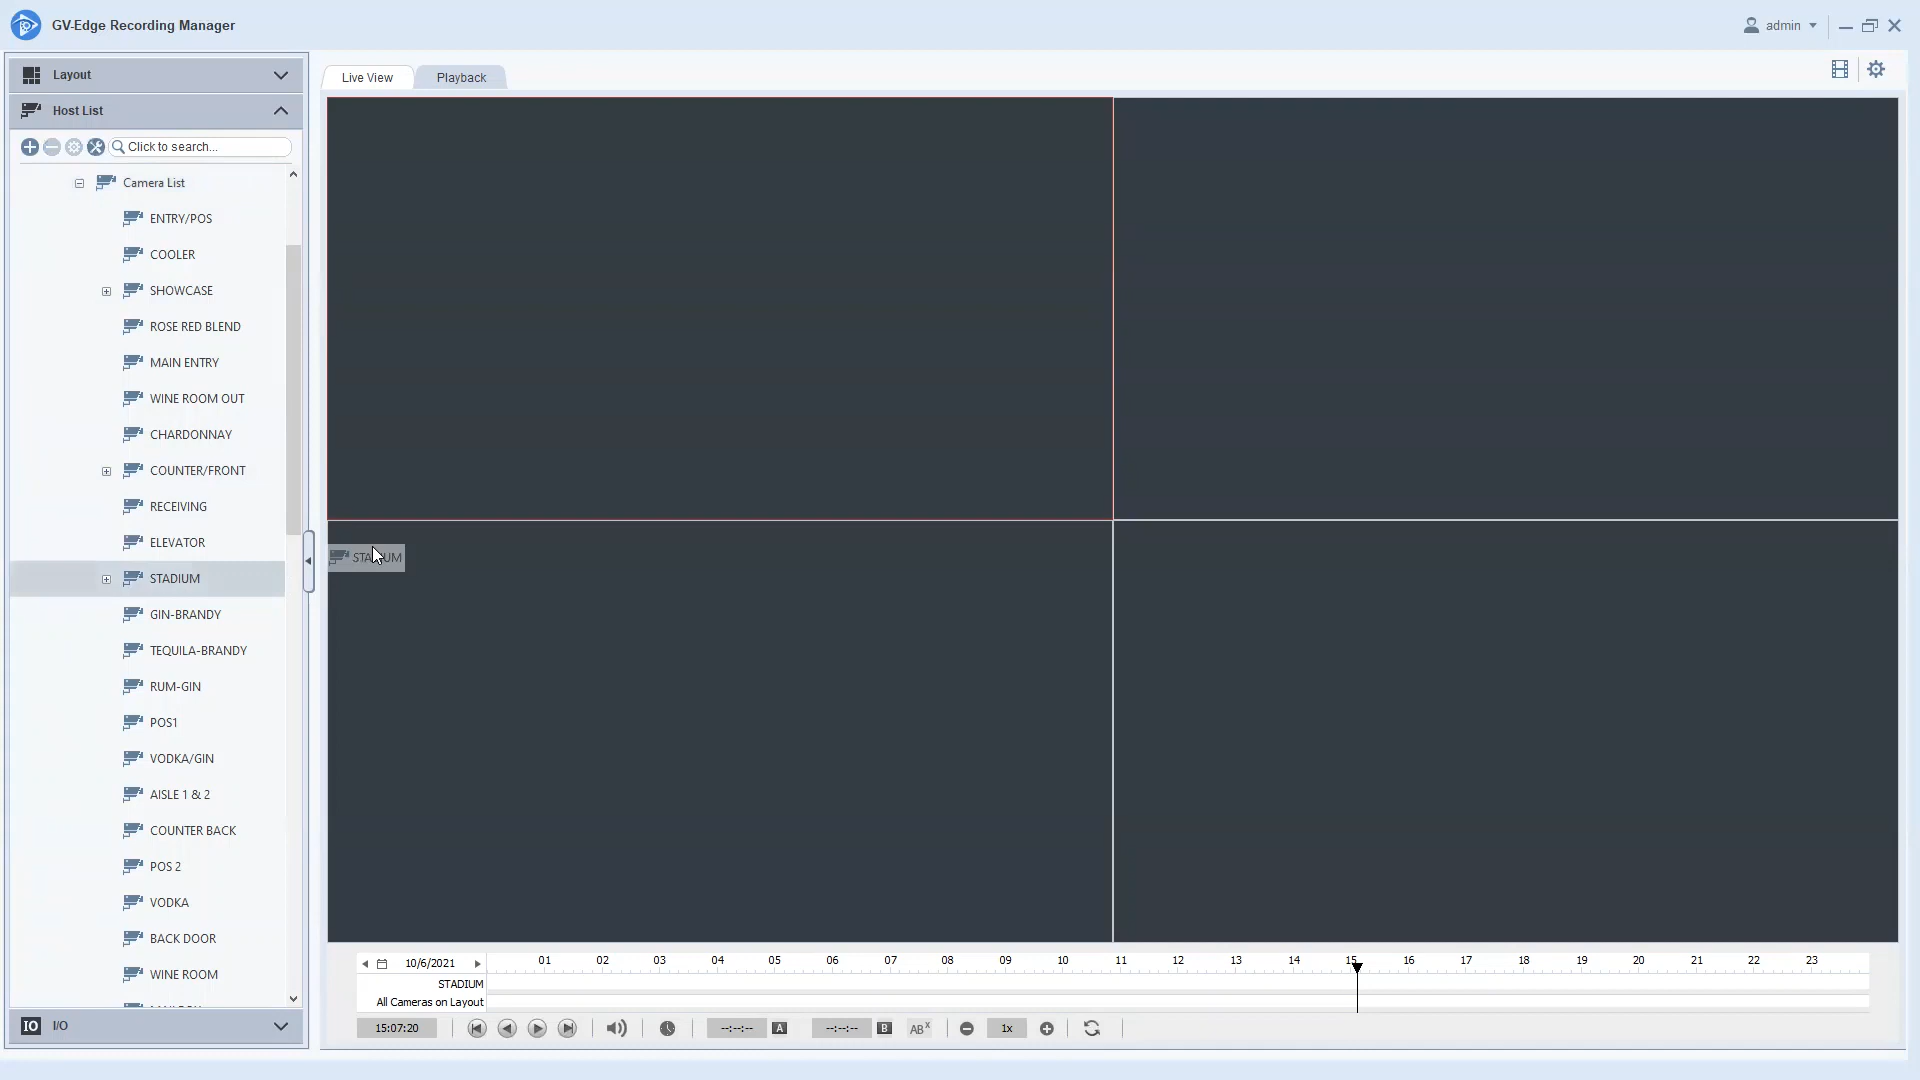 GV-Edge Recording Manager
admin
Layout
Host List
Click to search...
Camera List
ENTRY/POS
COOLER
SHOWCASE
ROSE RED BLEND
MAIN ENTRY
WINE ROOM OUT
CHARDONNAY
COUNTER/FRONT
RECEIVING
ELEVATOR
STADIUM
GIN-BRANDY
TEQUILA-BRANDY
RUM-GIN
POS1
VODKA/GIN
AISLE 1 & 2
COUNTER BACK
POS 2
VODKA
BACK DOOR
WINE ROOM
IO I/O
Live View Playback
STADIUM
10/6/2021 01 02 03 04 05 06 07 08 09 10 11 12 13 14 15 16 17 18 19 20 21 22 23
STADIUM
All Cameras on Layout
15:07:20 --:--:-- A --:--:-- B ABx 1x